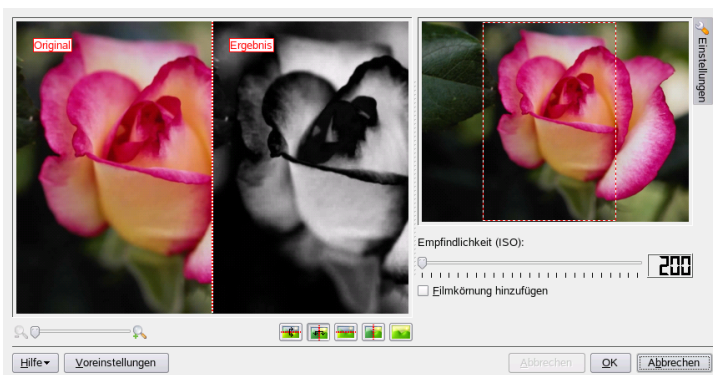 Original
Ergebnis
Einstellungen
Empfindlichkeit (ISO):
200
Filmkörnung hinzufügen
Hilfe
Voreinstellungen
Abbrechen
OK
Abbrechen